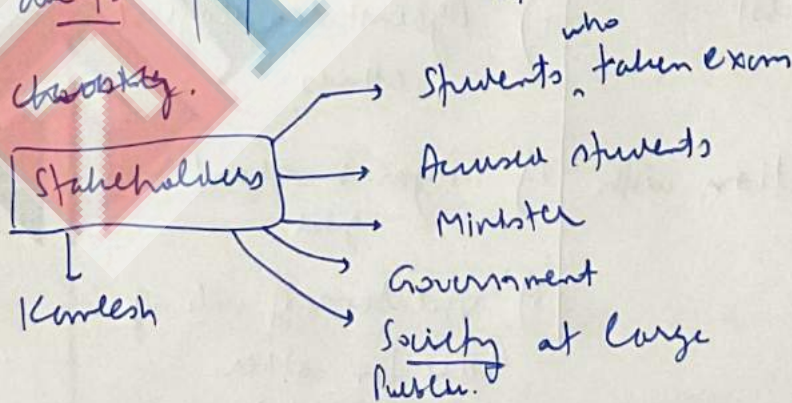 who
Students ‸ taken exam
Stakeholders
Accused students
Minister
Government
Kamlesh
Society at large
Public.